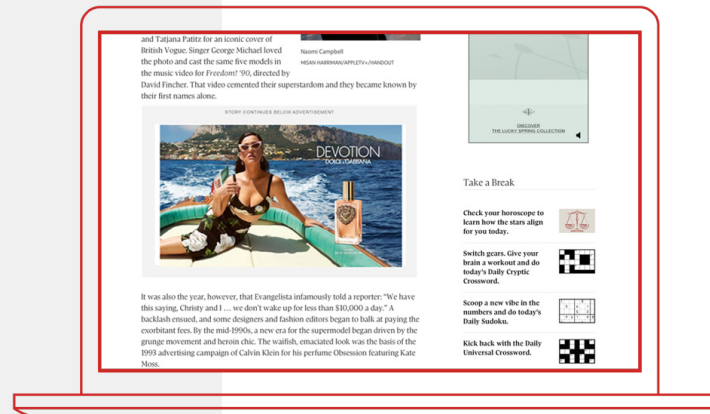 and Tatjana Patitz for an iconic cover of
British Vogue. Singer George Michael loved
the photo and cast the same five models in
the music video for Freedom! '90, directed by
David Fincher. That video cemented their superstardom and they became known by
their first names alone.
Naomi Campbell
MISAN HARRIMAN/APPLETV+/HANDOUT
STORY CONTINUES BELOW ADVERTISEMENT
DEVOTION
DOLCE&GABBANA
It was also the year, however, that Evangelista infamously told a reporter: “We have
this saying, Christy and I … we don’t wake up for less than $10,000 a day.” A
backlash ensued, and some designers and fashion editors began to balk at paying the
exorbitant fees. By the mid-1990s, a new era for the supermodel began driven by the
grunge movement and heroin chic. The waifish, emaciated look was the basis of the
1993 advertising campaign of Calvin Klein for his perfume Obsession featuring Kate
Moss.
DISCOVER
THE LUCKY SPRING COLLECTION
Take a Break
Check your horoscope to
learn how the stars align
for you today.
Switch gears. Give your
brain a workout and do
today's Daily Cryptic
Crossword.
Scoop a new vibe in the
numbers and do today's
Daily Sudoku.
Kick back with the Daily
Universal Crossword.